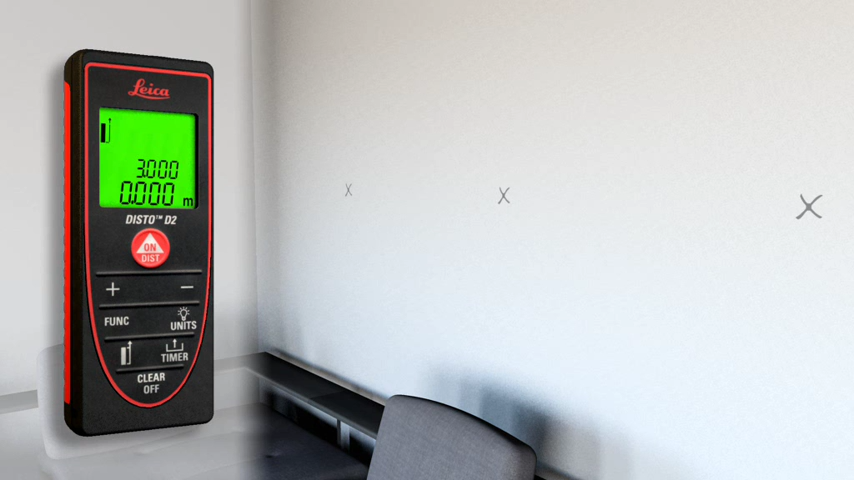 Leica
3.000
0.000 m
DISTO™ D2
ON
DIST
+ −
FUNC
UNITS
TIMER
CLEAR
OFF
X X X